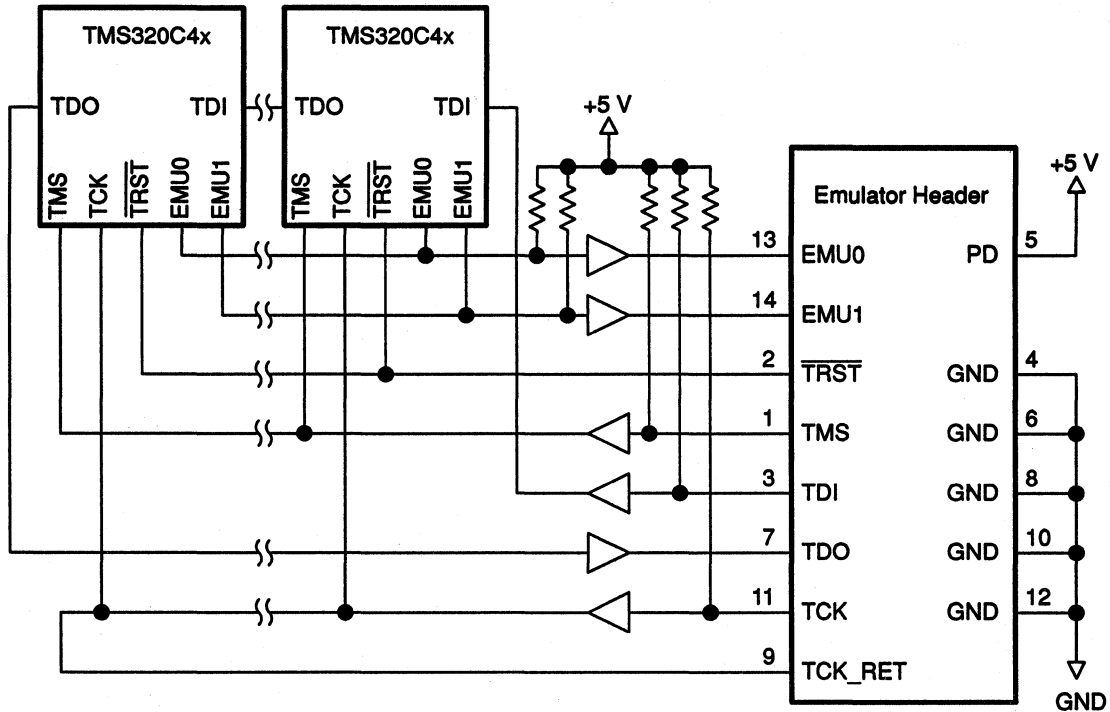 TMS320C4x
TMS320C4x
TDO
TDI
TDO
TDI
TMS
TCK
TRST
EMU0
EMU1
TMS
TCK
TRST
EMU0
EMU1
+5 V
+5 V
Emulator Header
13
EMU0
PD
5
14
EMU1
2
TRST
GND
4
1
TMS
GND
6
3
TDI
GND
8
7
TDO
GND
10
11
TCK
GND
12
9
TCK_RET
GND